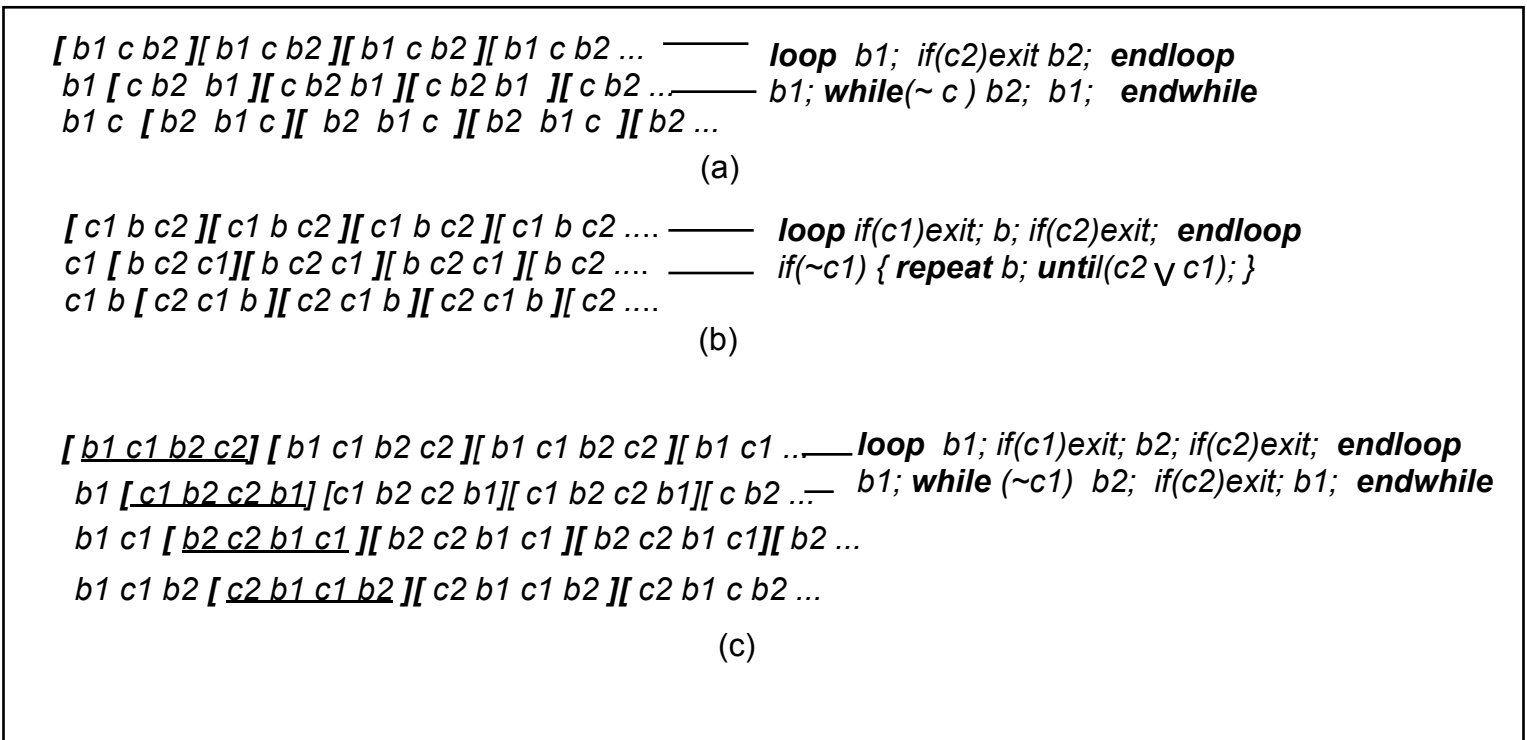 [ b1 c b2 ][ b1 c b2 ][ b1 c b2 ][ b1 c b2 ... loop b1; if(c2)exit b2; endloop
b1 [ c b2 b1 ][ c b2 b1 ][ c b2 b1 ][ c b2 ... b1; while(~ c ) b2; b1; endwhile
b1 c [ b2 b1 c ][ b2 b1 c ][ b2 b1 c ][ b2 ...
(a)
[ c1 b c2 ][ c1 b c2 ][ c1 b c2 ][ c1 b c2 .... loop if(c1)exit; b; if(c2)exit; endloop
c1 [ b c2 c1][ b c2 c1 ][ b c2 c1 ][ b c2 .... if(~c1) { repeat b; until(c2 ∨ c1); }
c1 b [ c2 c1 b ][ c2 c1 b ][ c2 c1 b ][ c2 ....
(b)
[ b1 c1 b2 c2] [ b1 c1 b2 c2 ][ b1 c1 b2 c2 ][ b1 c1 ... loop b1; if(c1)exit; b2; if(c2)exit; endloop
b1 [ c1 b2 c2 b1] [c1 b2 c2 b1][ c1 b2 c2 b1][ c b2 ... b1; while (~c1) b2; if(c2)exit; b1; endwhile
b1 c1 [ b2 c2 b1 c1 ][ b2 c2 b1 c1 ][ b2 c2 b1 c1][ b2 ...
b1 c1 b2 [ c2 b1 c1 b2 ][ c2 b1 c1 b2 ][ c2 b1 c b2 ...
(c)